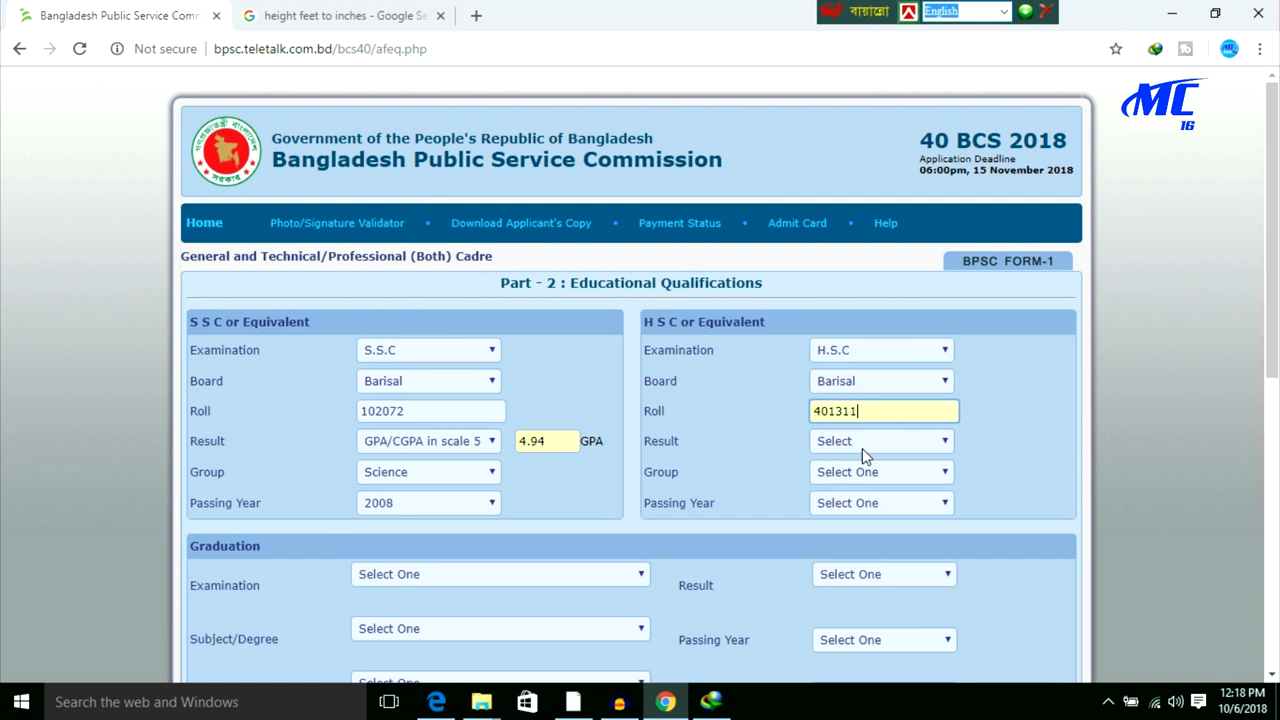 Bangladesh Public Service Comm
height feet to inches - Google Se
বায়ান্নো
English
Not secure
bpsc.teletalk.com.bd/bcs40/afeq.php
MC
16
Government of the People's Republic of Bangladesh
Bangladesh Public Service Commission
40 BCS 2018
Application Deadline
06:00pm, 15 November 2018
Home
Photo/Signature Validator
Download Applicant's Copy
Payment Status
Admit Card
Help
General and Technical/Professional (Both) Cadre
BPSC FORM-1
Part - 2 : Educational Qualifications
S S C or Equivalent
Examination S.S.C
Board Barisal
Roll 102072
Result GPA/CGPA in scale 5 4.94 GPA
Group Science
Passing Year 2008
H S C or Equivalent
Examination H.S.C
Board Barisal
Roll 401311
Result Select
Group Select One
Passing Year Select One
Graduation
Examination Select One
Result Select One
Subject/Degree Select One
Passing Year Select One
Select One
Search the web and Windows
12:18 PM
10/6/2018